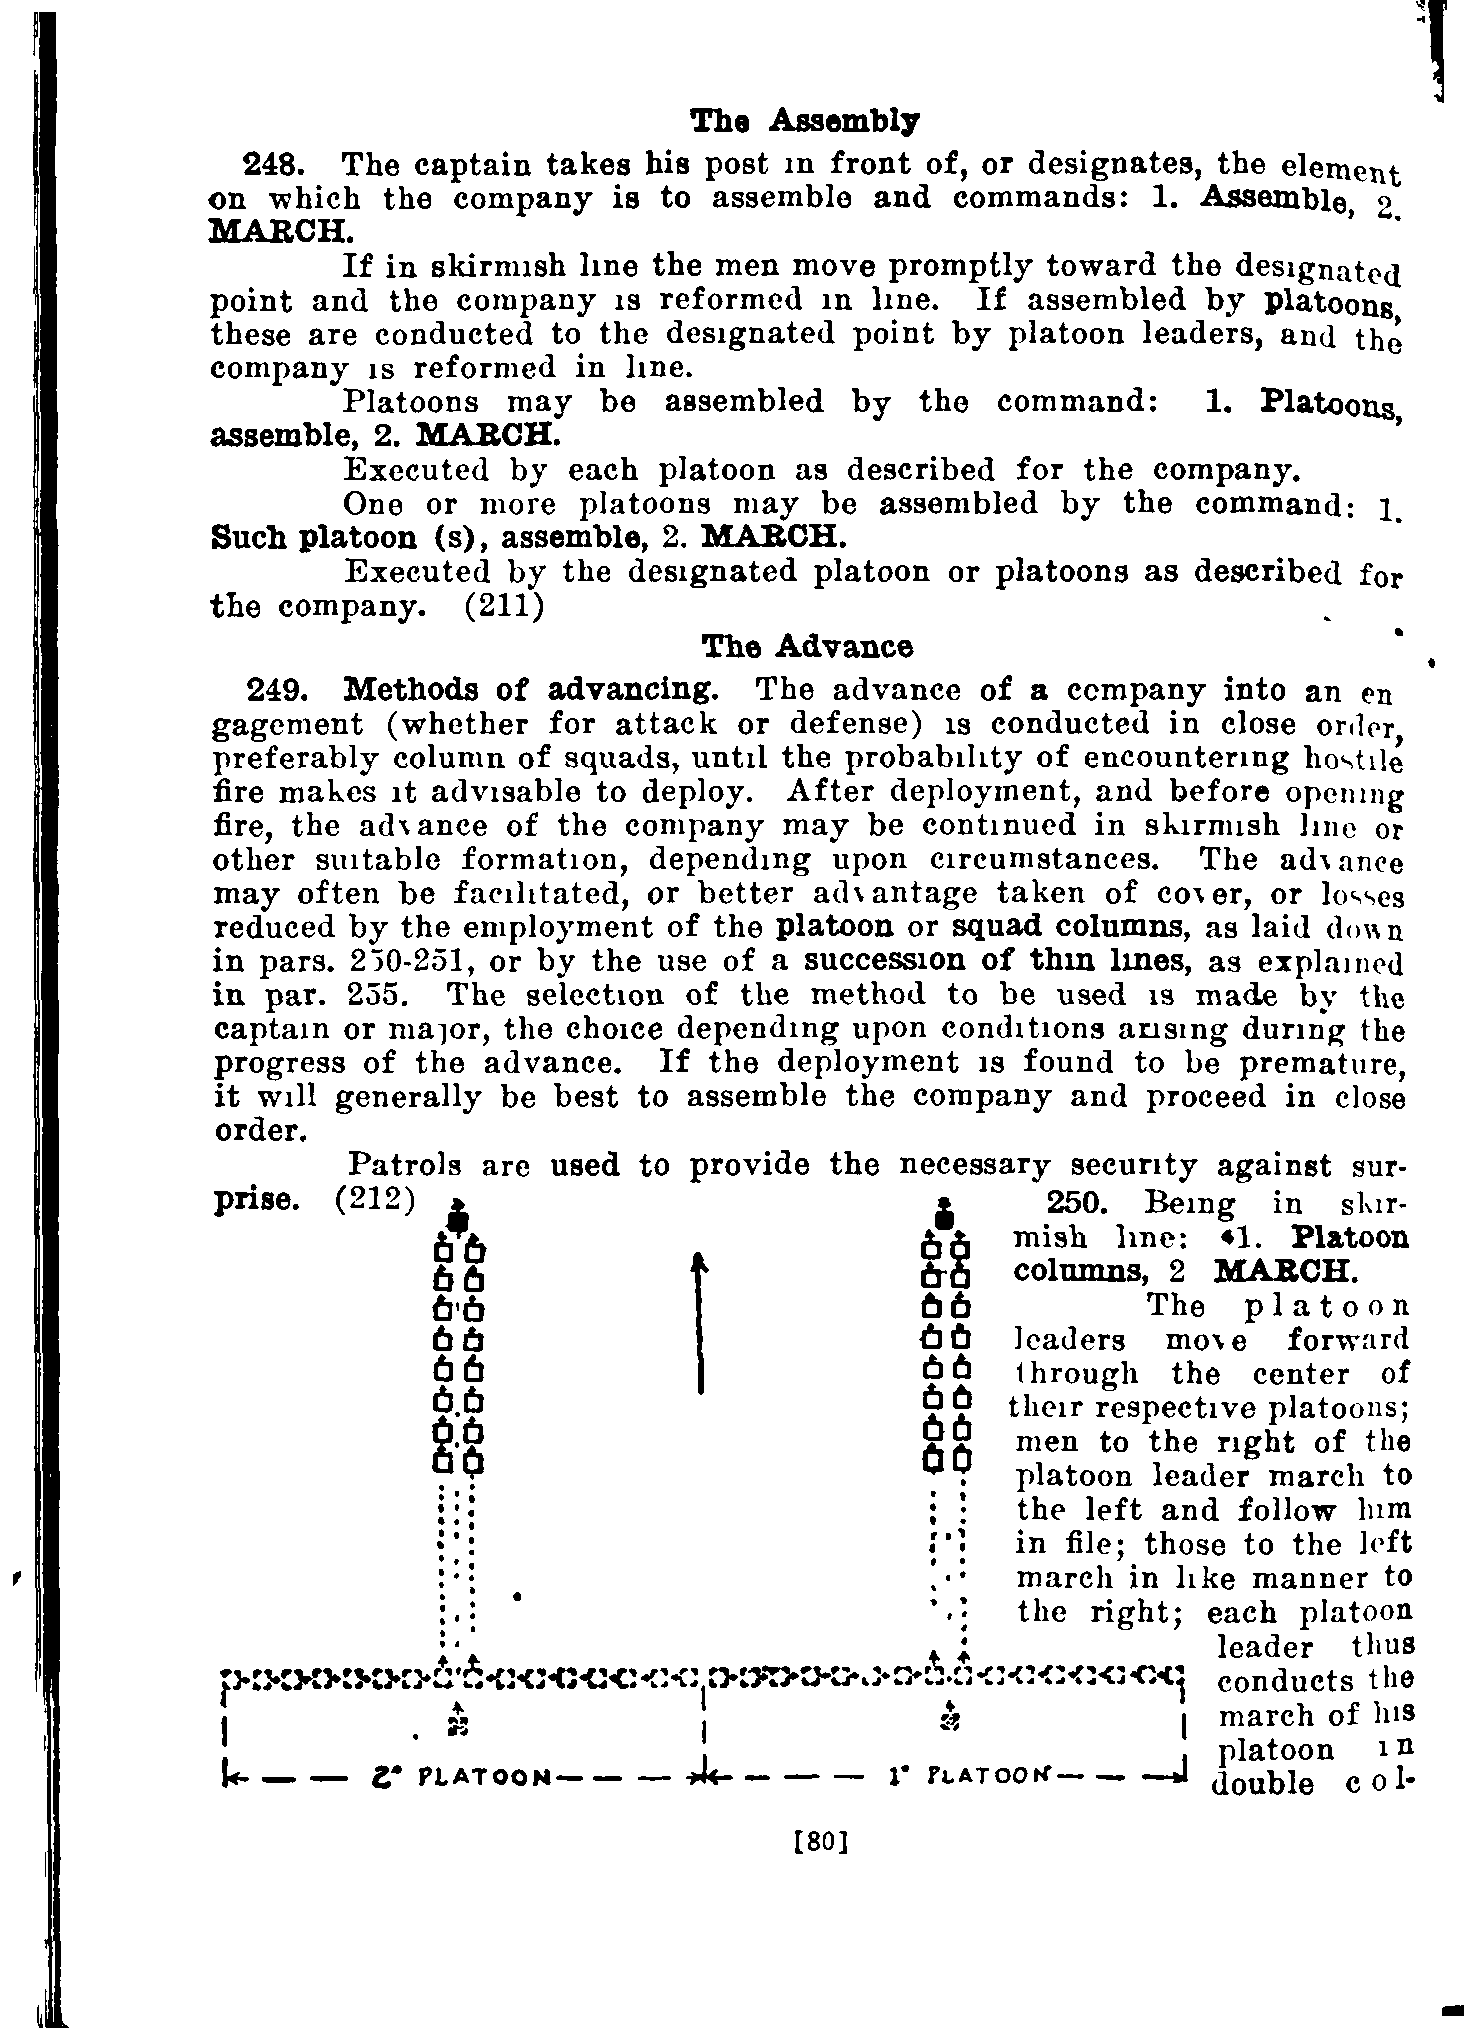 The Assembly
248. The captain takes his post in front of, or designates, the element
on which the company is to assemble and commands: 1. Assemble, 2.
MARCH.
If in skirmish line the men move promptly toward the designated
point and the company is reformed in line. If assembled by platoons,
these are conducted to the designated point by platoon leaders, and the
company is reformed in line.
Platoons may be assembled by the command: 1. Platoons,
assemble, 2. MARCH.
Executed by each platoon as described for the company.
One or more platoons may be assembled by the command: 1.
Such platoon (s), assemble, 2. MARCH.
Executed by the designated platoon or platoons as described for
the company. (211)
The Advance
249. Methods of advancing. The advance of a company into an en
gagement (whether for attack or defense) is conducted in close order,
preferably column of squads, until the probability of encountering hostile
fire makes it advisable to deploy. After deployment, and before opening
fire, the advance of the company may be continued in skirmish line or
other suitable formation, depending upon circumstances. The advance
may often be facilitated, or better advantage taken of cover, or losses
reduced by the employment of the platoon or squad columns, as laid down
in pars. 250-251, or by the use of a succession of thin lines, as explained
in par. 255. The selection of the method to be used is made by the
captain or major, the choice depending upon conditions arising during the
progress of the advance. If the deployment is found to be premature,
it will generally be best to assemble the company and proceed in close
order.
Patrols are used to provide the necessary security against sur-
prise. (212)
250. Being in skir-
mish line: 1. Platoon
columns, 2 MARCH.
The platoon
leaders move forward
through the center of
their respective platoons;
men to the right of the
platoon leader march to
the left and follow him
in file; those to the left
march in like manner to
the right; each platoon
leader thus
conducts the
march of his
platoon in
double col-
2° PLATOON
1° PLATOON
[80]